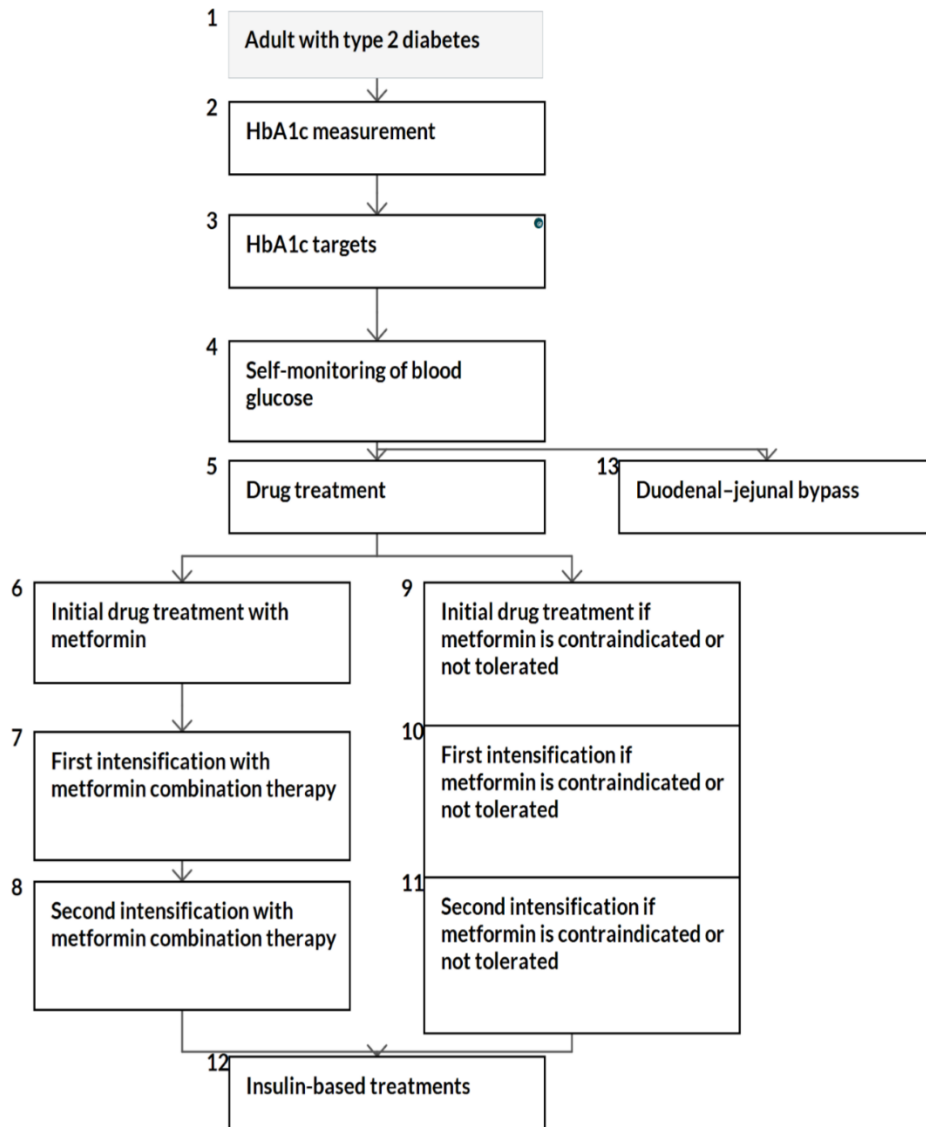 1
Adult with type 2 diabetes
2
HbA1c measurement
3
HbA1c targets
4
Self-monitoring of blood
glucose
5
Drug treatment
13
Duodenal–jejunal bypass
6
Initial drug treatment with
metformin
7
First intensification with
metformin combination therapy
8
Second intensification with
metformin combination therapy
9
Initial drug treatment if
metformin is contraindicated or
not tolerated
10
First intensification if
metformin is contraindicated or
not tolerated
11
Second intensification if
metformin is contraindicated or
not tolerated
12
Insulin-based treatments